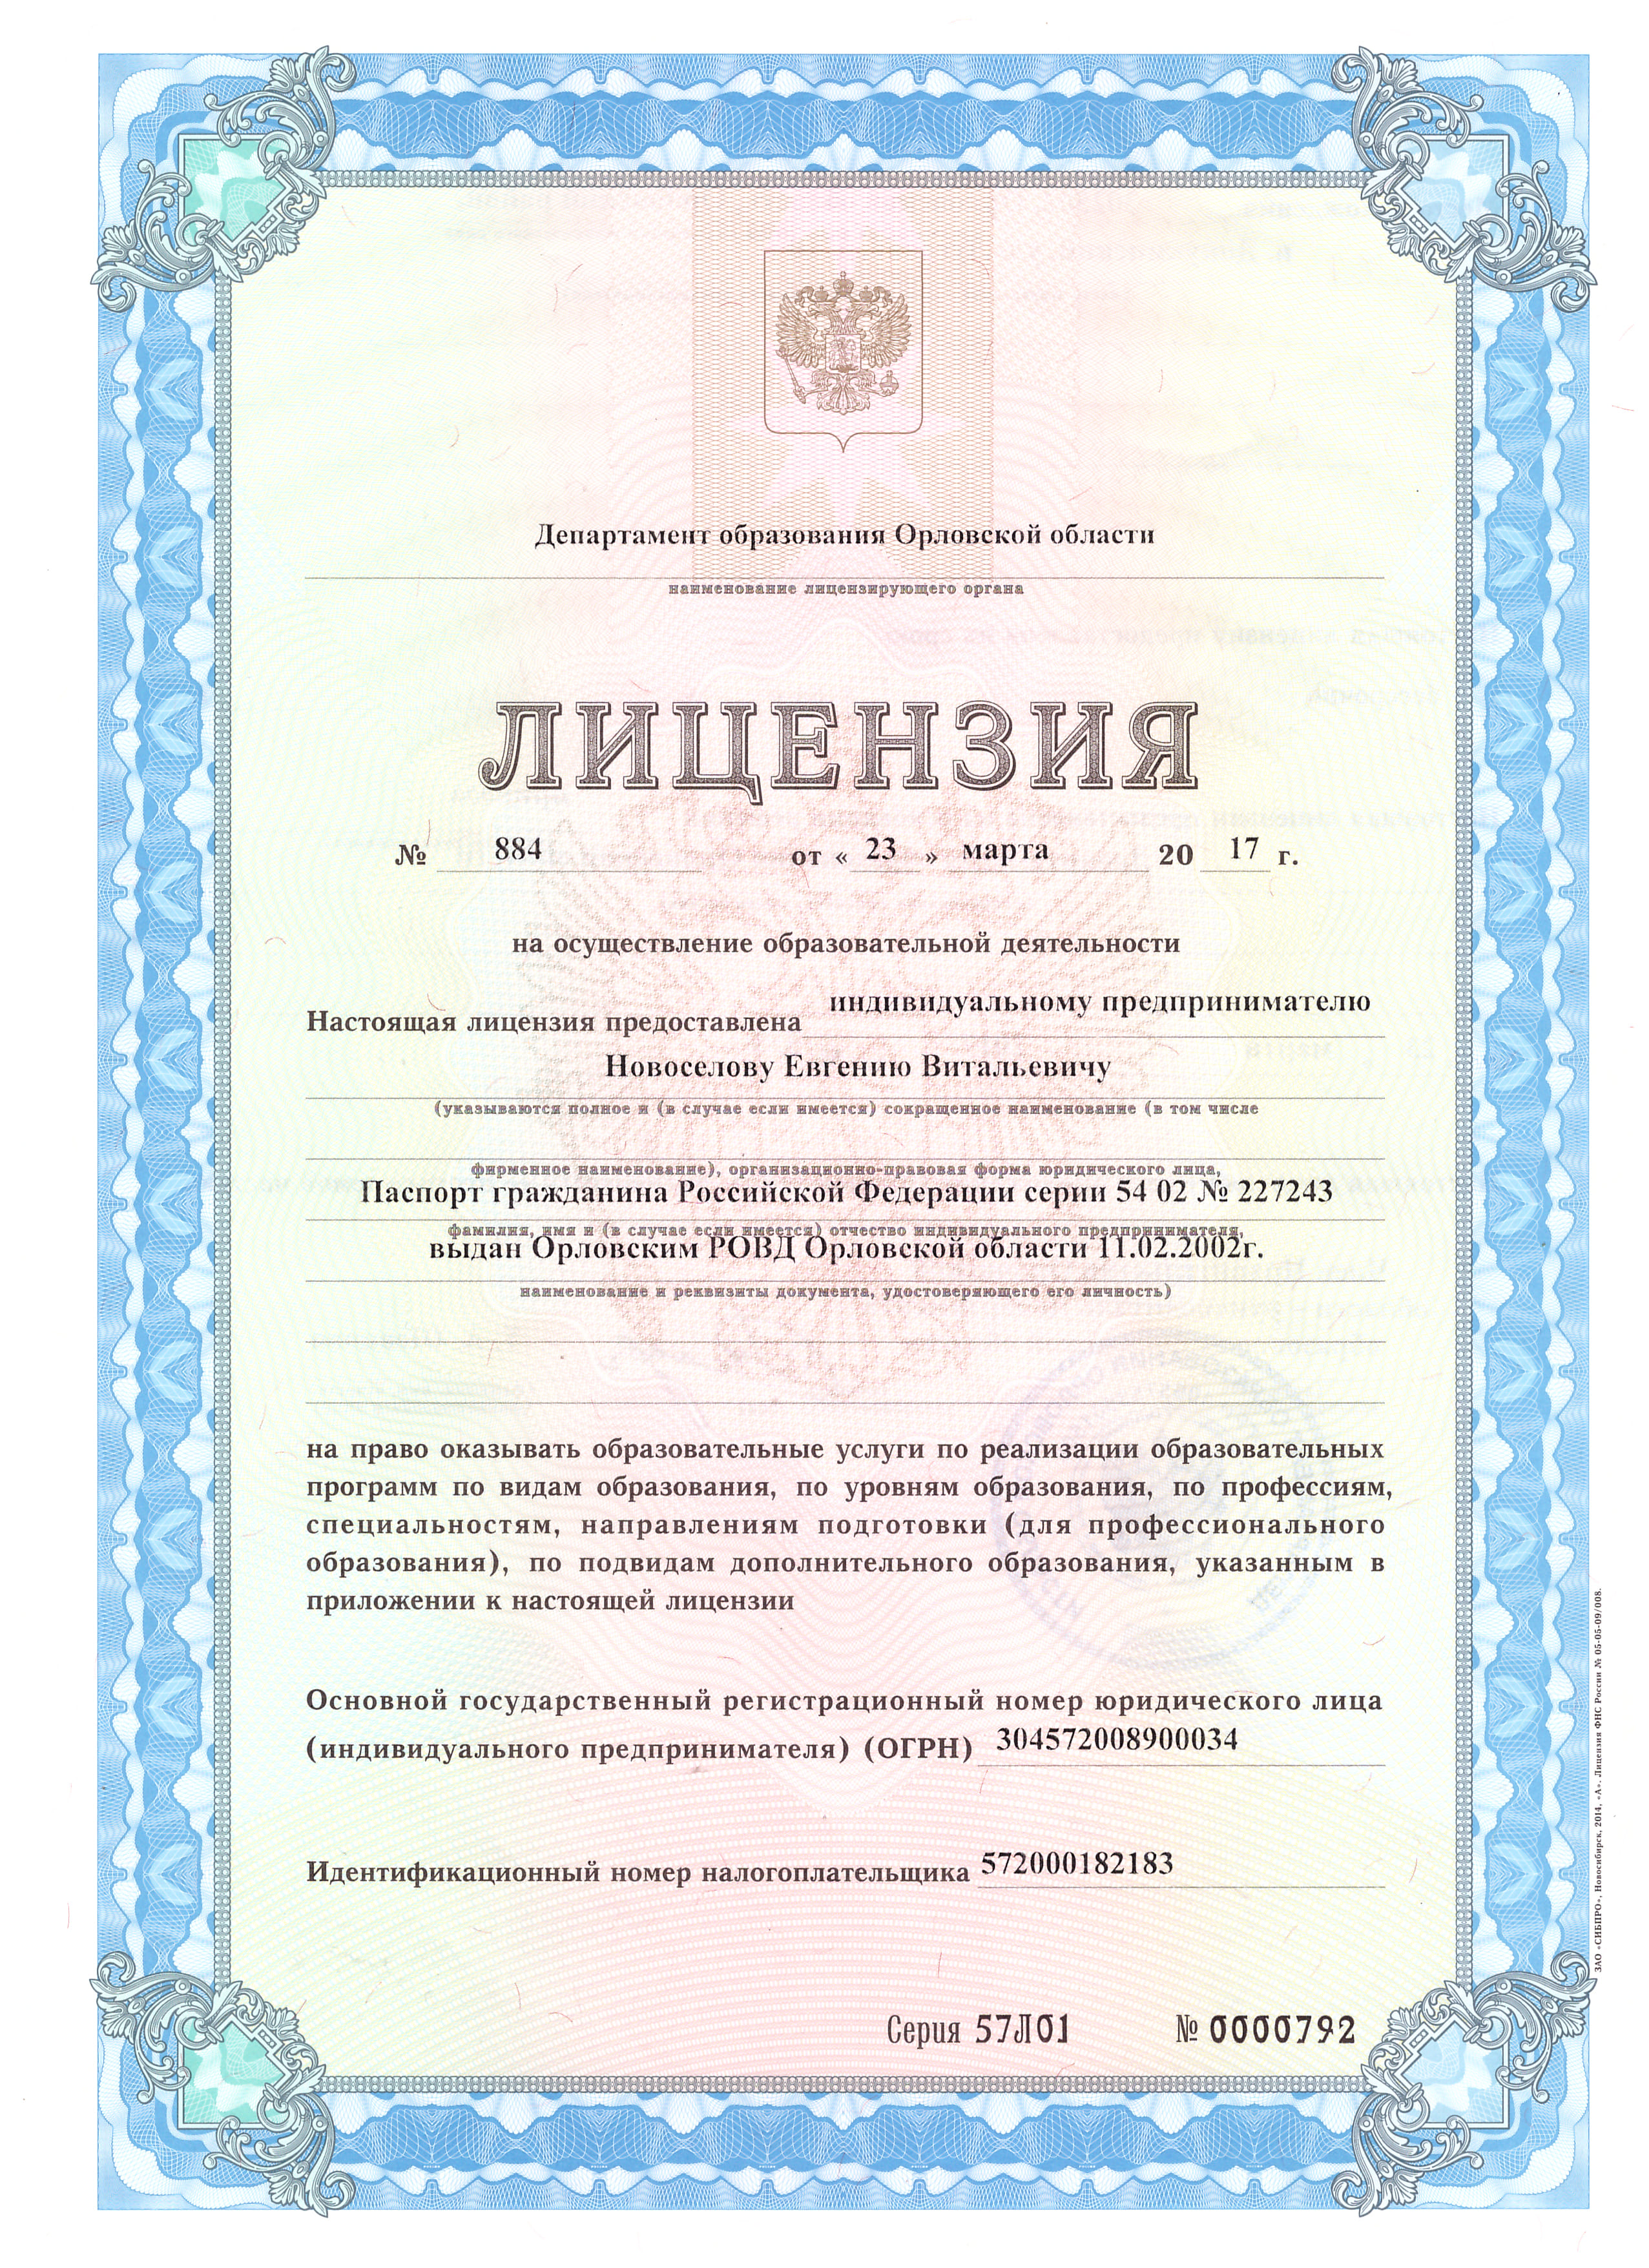 Департамент образования Орловской области
наименование лицензирующего органа
ЛИЦЕНЗИЯ
№ 884 от « 23 » марта 20 17 г.
на осуществление образовательной деятельности
Настоящая лицензия предоставлена индивидуальному предпринимателю
Новоселову Евгению Витальевичу
(указываются полное и (в случае если имеется) сокращенное наименование (в том числе
фирменное наименование), организационно-правовая форма юридического лица,
Паспорт гражданина Российской Федерации серии 54 02 № 227243
фамилия, имя и (в случае если имеется) отчество индивидуального предпринимателя,
выдан Орловским РОВД Орловской области 11.02.2002г.
наименование и реквизиты документа, удостоверяющего его личность)
на право оказывать образовательные услуги по реализации образовательных
программ по видам образования, по уровням образования, по профессиям,
специальностям, направлениям подготовки (для профессионального
образования), по подвидам дополнительного образования, указанным в
приложении к настоящей лицензии
Основной государственный регистрационный номер юридического лица
(индивидуального предпринимателя) (ОГРН) 304572008900034
Идентификационный номер налогоплательщика 572000182183
Серия 57Л01 № 0000792
ЗАО «СИБПРО», Новосибирск, 2014, «А». Лицензия ФНС России № 05-05-09/008.